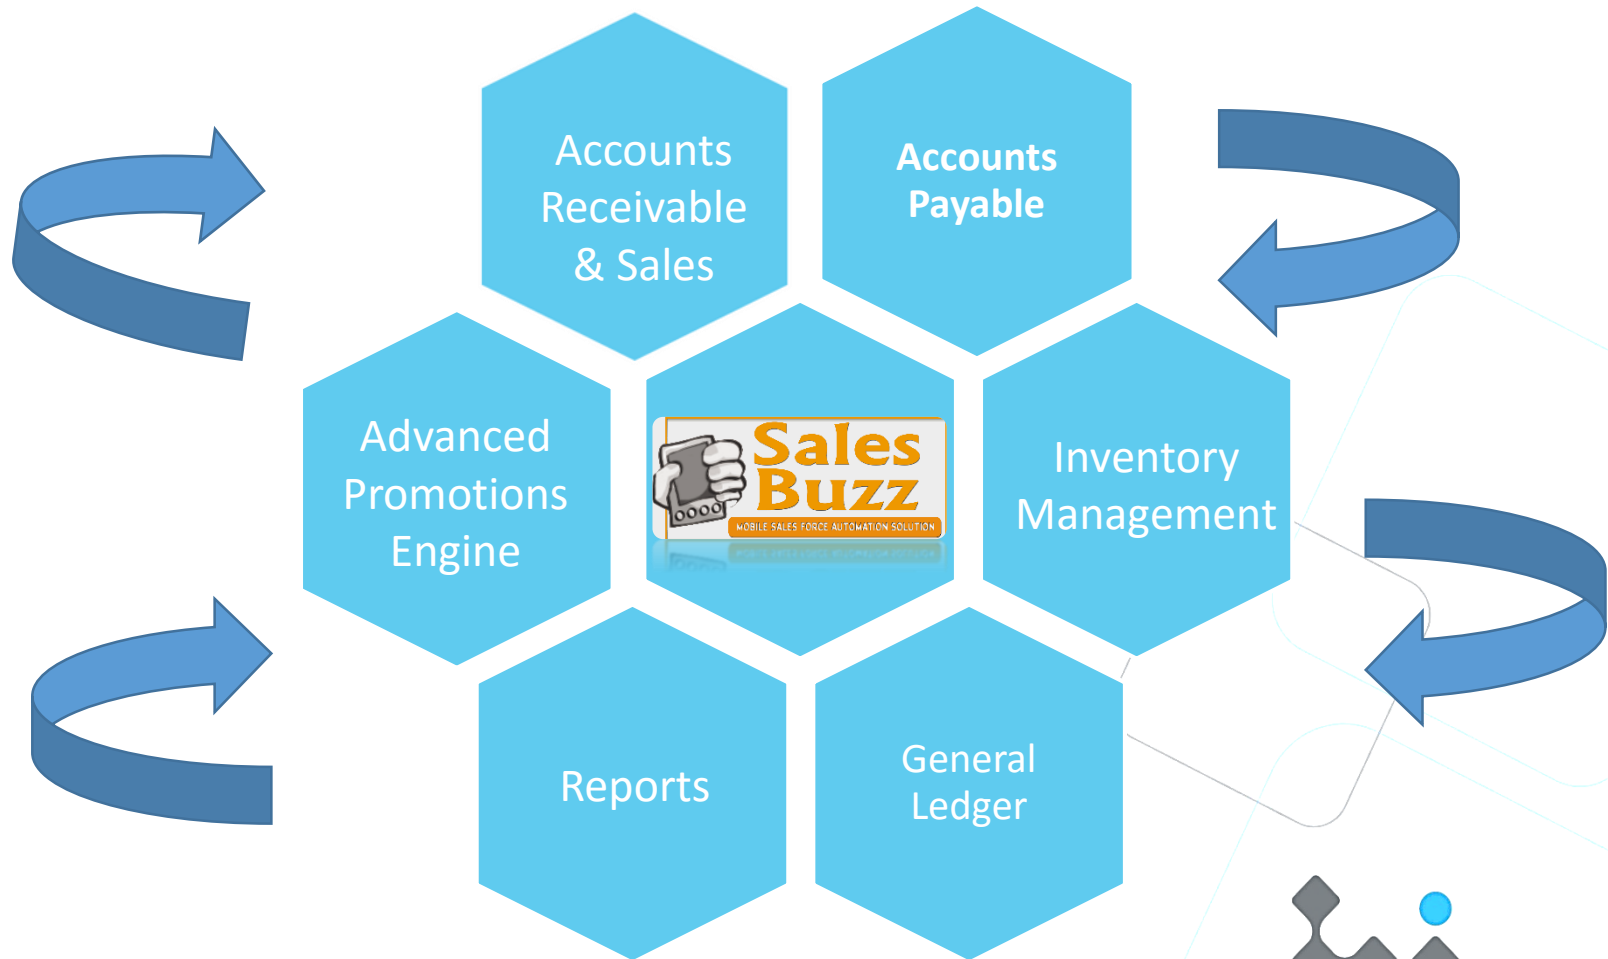 Accounts
Receivable
& Sales
Accounts
Payable
Advanced
Promotions
Engine
Sales
Buzz
MOBILE SALES FORCE AUTOMATION SOLUTION
Inventory
Management
Reports
General
Ledger